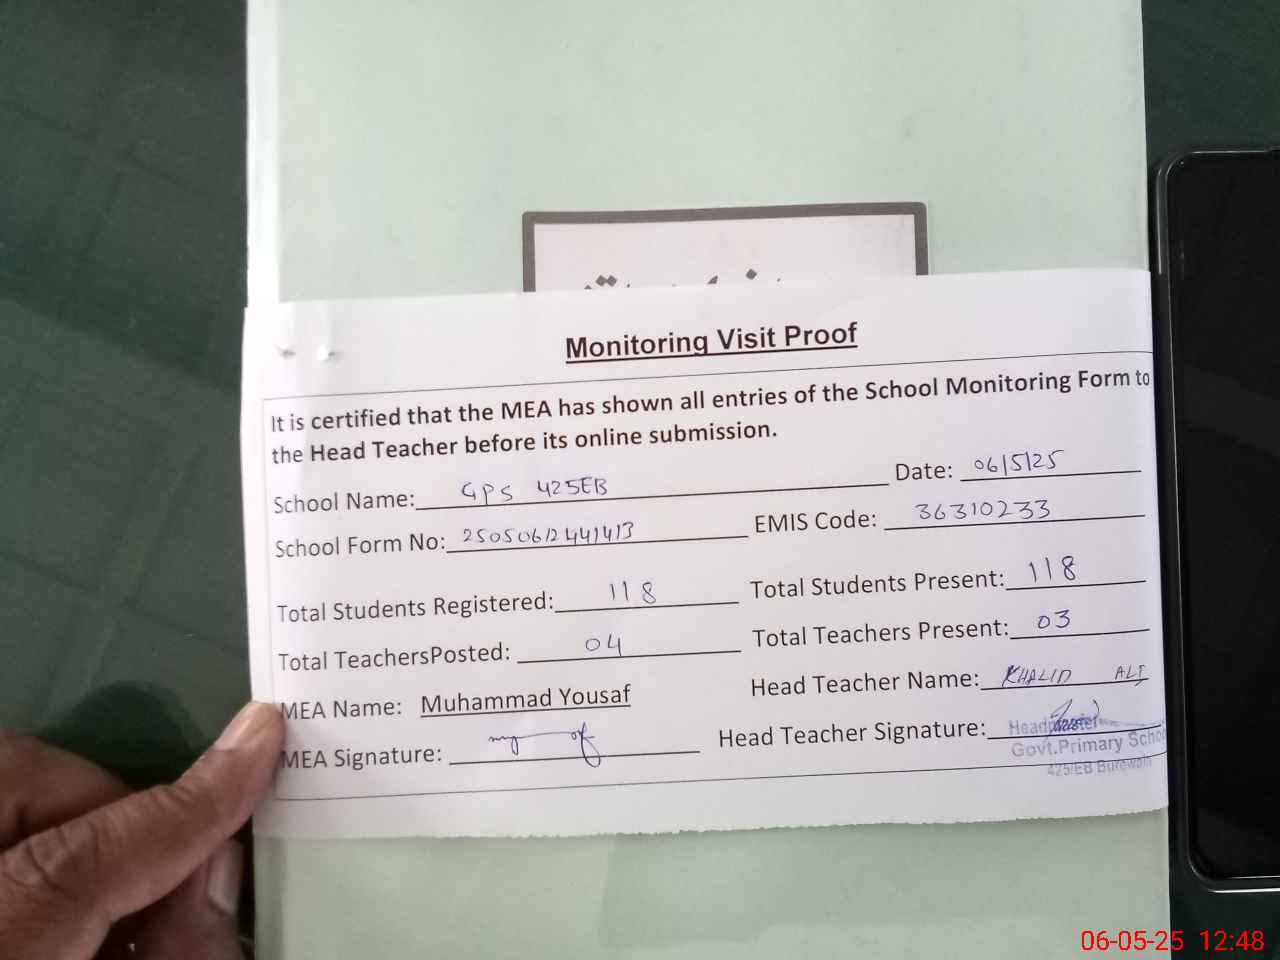 Monitoring Visit Proof
It is certified that the MEA has shown all entries of the School Monitoring Form to
the Head Teacher before its online submission.
School Name: GPS 425EB Date: 06/5/25
School Form No: 25050612441413 EMIS Code: 36310233
Total Students Registered: 118 Total Students Present: 118
Total TeachersPosted: 04 Total Teachers Present: 03
MEA Name: Muhammad Yousaf Head Teacher Name: KHALID ALI
MEA Signature: Head Teacher Signature:
Headmaster
Govt.Primary School
425/EB Burewala
06-05-25 12:48